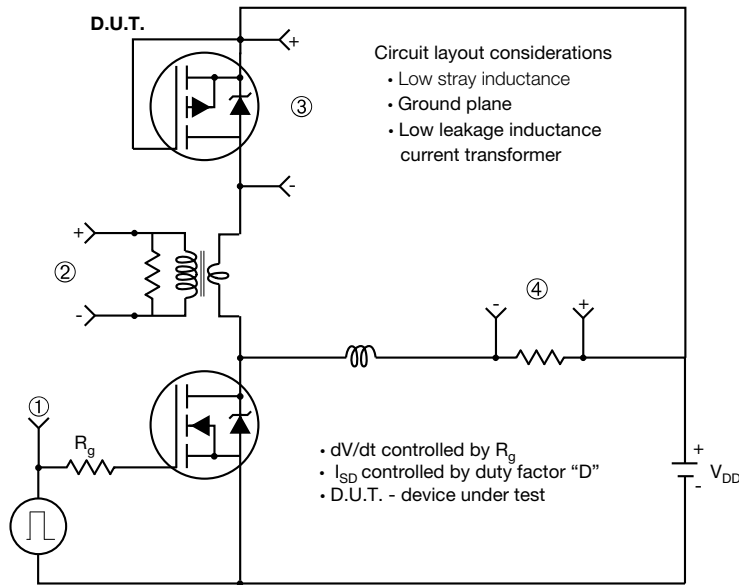 D.U.T.
+
Circuit layout considerations
• Low stray inductance
• Ground plane
• Low leakage inductance
current transformer
③
-
+
②
-
④
-
+
①
Rg
• dV/dt controlled by Rg
• ISD controlled by duty factor “D”
• D.U.T. - device under test
+
VDD
-